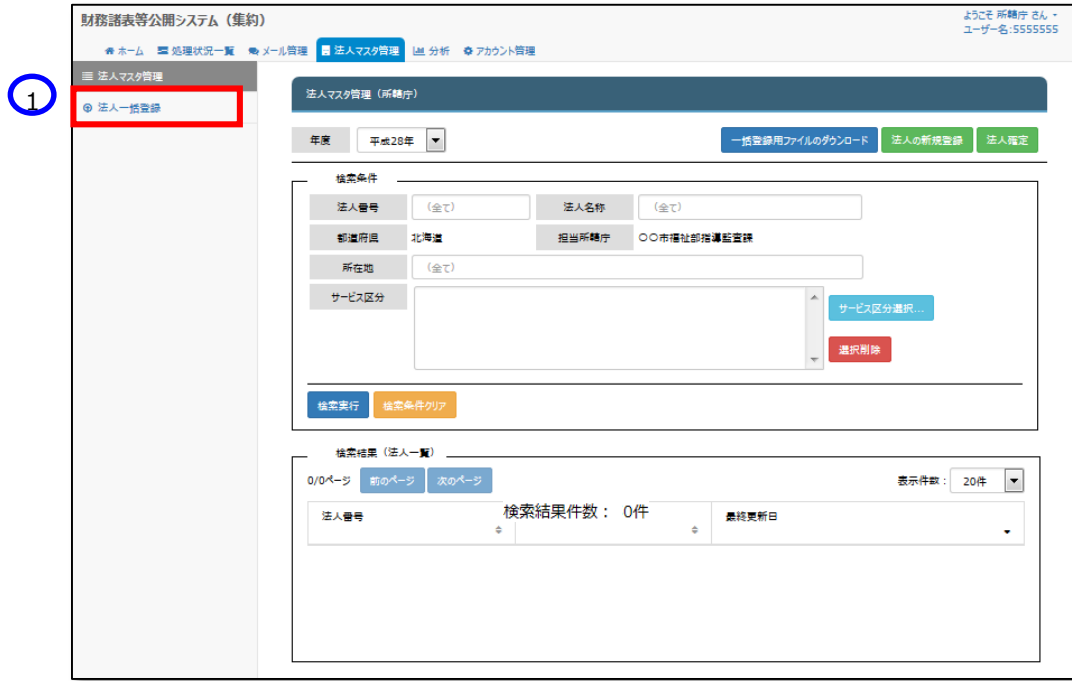 財務諸表等公開システム（集約）
ようこそ 所轄庁 さん
ユーザー名:5555555
ホーム 処理状況一覧 メール管理 法人マスタ管理 分析 アカウント管理
法人マスタ管理
1
法人一括登録
法人マスタ管理（所轄庁）
年度 平成28年 一括登録用ファイルのダウンロード 法人の新規登録 法人確定
検索条件
法人番号 （全て） 法人名称 （全て）
都道府県 北海道 担当所轄庁 〇〇市福祉部指導監査課
所在地 （全て）
サービス区分
サービス区分選択...
選択削除
検索実行 検索条件クリア
検索結果（法人一覧）
0/0ページ 前のページ 次のページ 表示件数： 20件
法人番号 検索結果件数： 0件 最終更新日